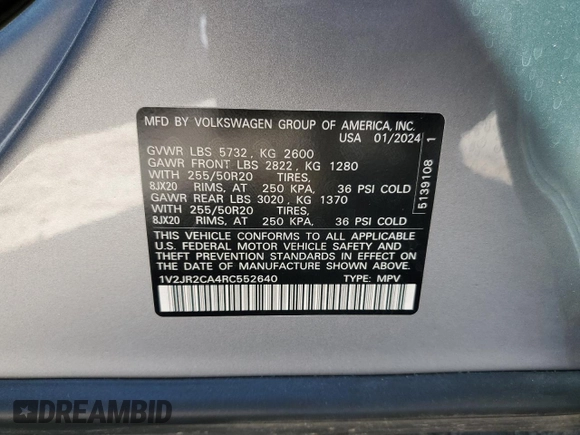 MFD BY VOLKSWAGEN GROUP OF AMERICA, INC.
USA 01/2024
GVWR LBS 5732, KG 2600
GAWR FRONT LBS 2822, KG 1280
WITH 255/50R20 TIRES,
8JX20 RIMS, AT 250 KPA, 36 PSI COLD
GAWR REAR LBS 3020, KG 1370
WITH 255/50R20 TIRES,
8JX20 RIMS, AT 250 KPA, 36 PSI COLD
THIS VEHICLE CONFORMS TO ALL APPLICABLE
U.S. FEDERAL MOTOR VEHICLE SAFETY AND
THEFT PREVENTION STANDARDS IN EFFECT ON
THE DATE OF MANUFACTURE SHOWN ABOVE.
1V2JR2CA4RC552640 TYPE: MPV
S139108 1
DREAMBID